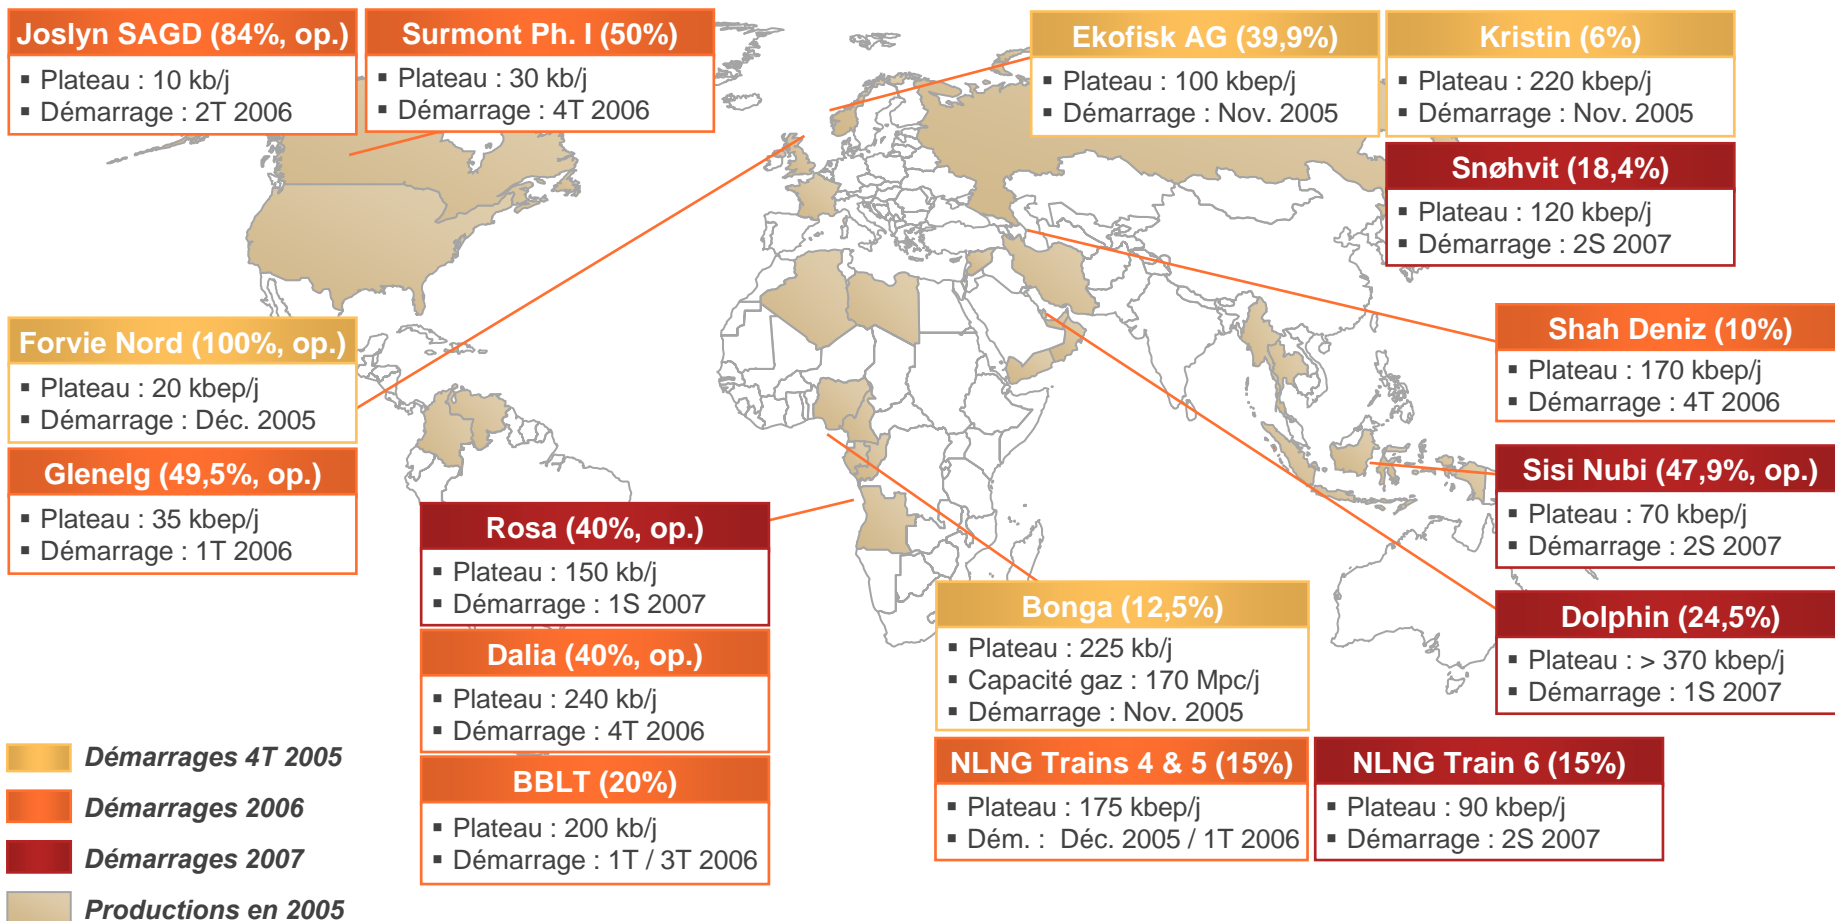 Joslyn SAGD (84%, op.)
▪ Plateau : 10 kb/j
▪ Démarrage : 2T 2006
Surmont Ph. I (50%)
▪ Plateau : 30 kb/j
▪ Démarrage : 4T 2006
Ekofisk AG (39,9%)
▪ Plateau : 100 kbep/j
▪ Démarrage : Nov. 2005
Kristin (6%)
▪ Plateau : 220 kbep/j
▪ Démarrage : Nov. 2005
Snøhvit (18,4%)
▪ Plateau : 120 kbep/j
▪ Démarrage : 2S 2007
Forvie Nord (100%, op.)
▪ Plateau : 20 kbep/j
▪ Démarrage : Déc. 2005
Shah Deniz (10%)
▪ Plateau : 170 kbep/j
▪ Démarrage : 4T 2006
Glenelg (49,5%, op.)
▪ Plateau : 35 kbep/j
▪ Démarrage : 1T 2006
Sisi Nubi (47,9%, op.)
▪ Plateau : 70 kbep/j
▪ Démarrage : 2S 2007
Rosa (40%, op.)
▪ Plateau : 150 kb/j
▪ Démarrage : 1S 2007
Bonga (12,5%)
▪ Plateau : 225 kb/j
▪ Capacité gaz : 170 Mpc/j
▪ Démarrage : Nov. 2005
Dolphin (24,5%)
▪ Plateau : > 370 kbep/j
▪ Démarrage : 1S 2007
Dalia (40%, op.)
▪ Plateau : 240 kb/j
▪ Démarrage : 4T 2006
BBLT (20%)
▪ Plateau : 200 kb/j
▪ Démarrage : 1T / 3T 2006
NLNG Trains 4 & 5 (15%)
▪ Plateau : 175 kbep/j
▪ Dém. : Déc. 2005 / 1T 2006
NLNG Train 6 (15%)
▪ Plateau : 90 kbep/j
▪ Démarrage : 2S 2007
Démarrages 4T 2005
Démarrages 2006
Démarrages 2007
Productions en 2005